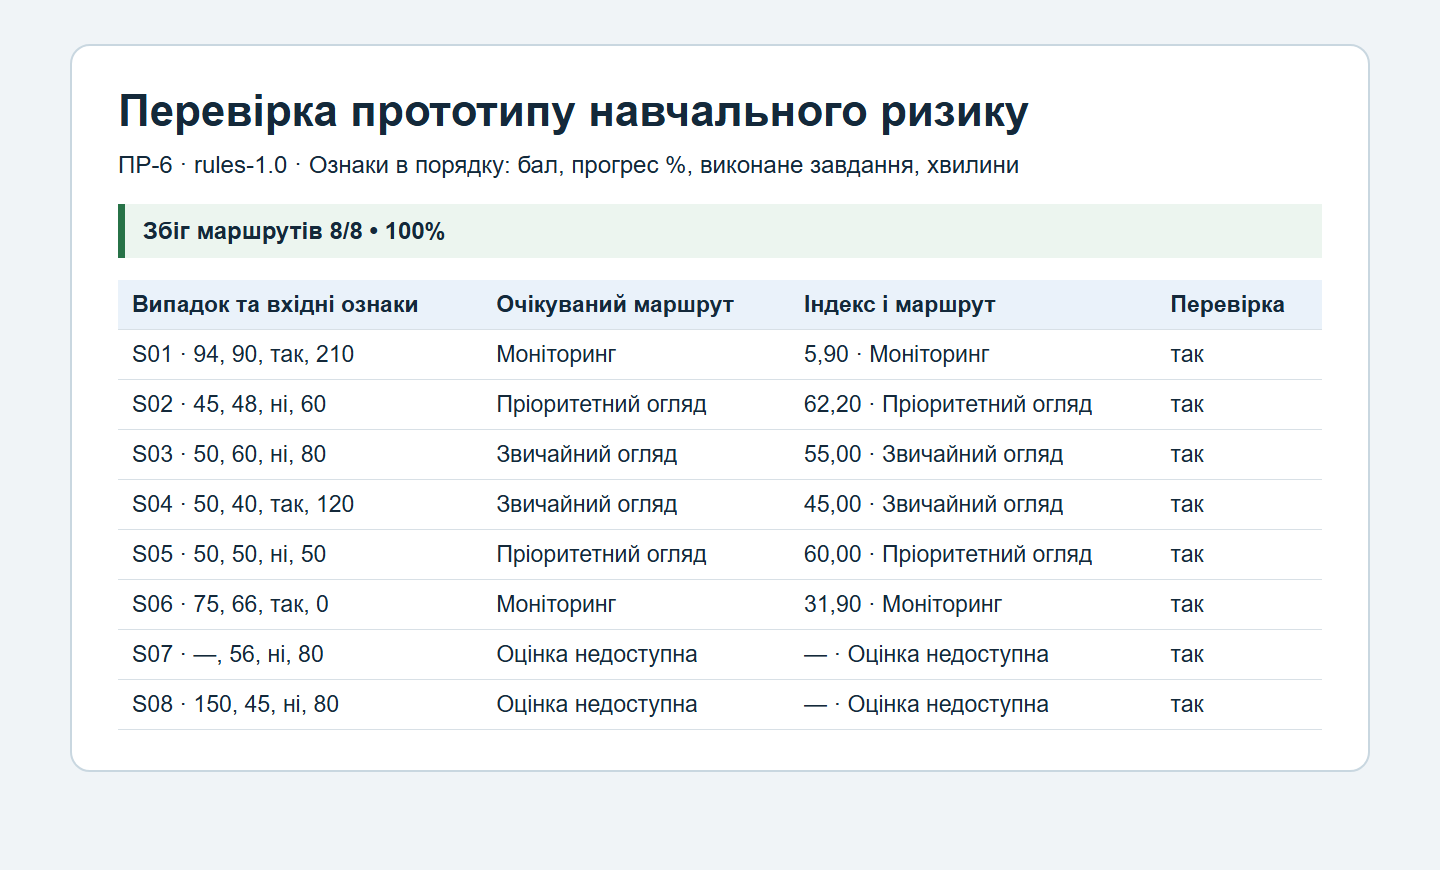 Перевірка прототипу навчального ризику
ПР-6 · rules-1.0 · Ознаки в порядку: бал, прогрес %, виконане завдання, хвилини
Збіг маршрутів 8/8 • 100%
Випадок та вхідні ознаки Очікуваний маршрут Індекс і маршрут Перевірка
S01 · 94, 90, так, 210 Моніторинг 5,90 · Моніторинг так
S02 · 45, 48, ні, 60 Пріоритетний огляд 62,20 · Пріоритетний огляд так
S03 · 50, 60, ні, 80 Звичайний огляд 55,00 · Звичайний огляд так
S04 · 50, 40, так, 120 Звичайний огляд 45,00 · Звичайний огляд так
S05 · 50, 50, ні, 50 Пріоритетний огляд 60,00 · Пріоритетний огляд так
S06 · 75, 66, так, 0 Моніторинг 31,90 · Моніторинг так
S07 · —, 56, ні, 80 Оцінка недоступна — · Оцінка недоступна так
S08 · 150, 45, ні, 80 Оцінка недоступна — · Оцінка недоступна так